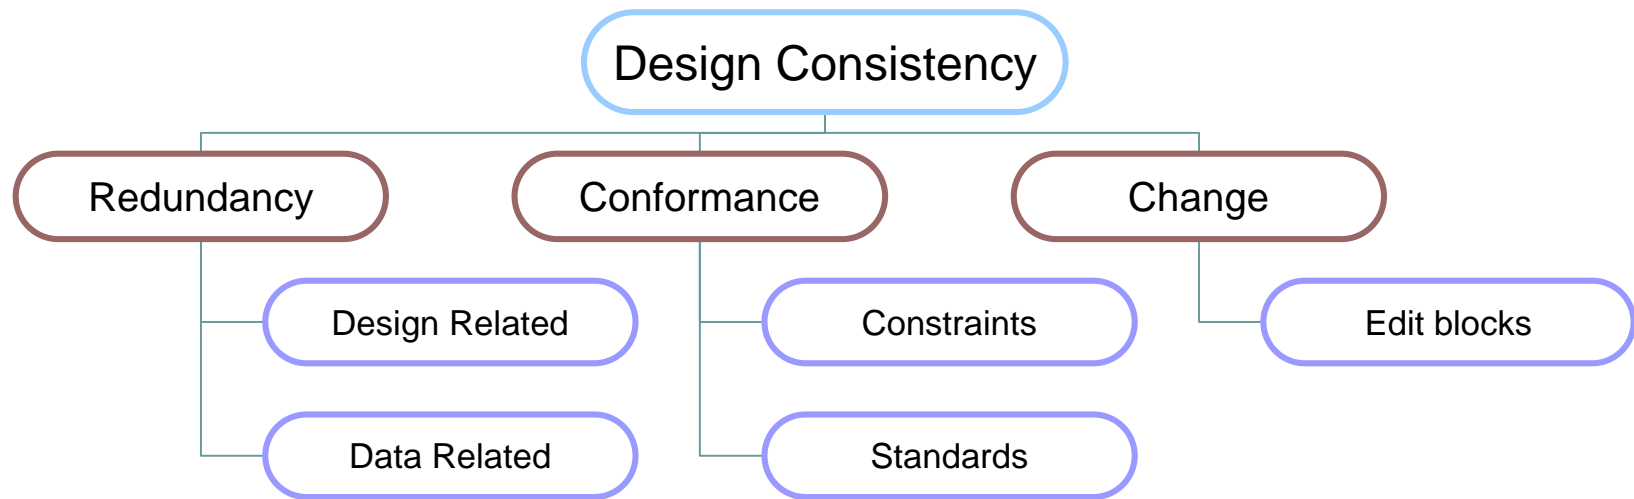 Design Consistency
Redundancy
Conformance
Change
Design Related
Constraints
Edit blocks
Data Related
Standards